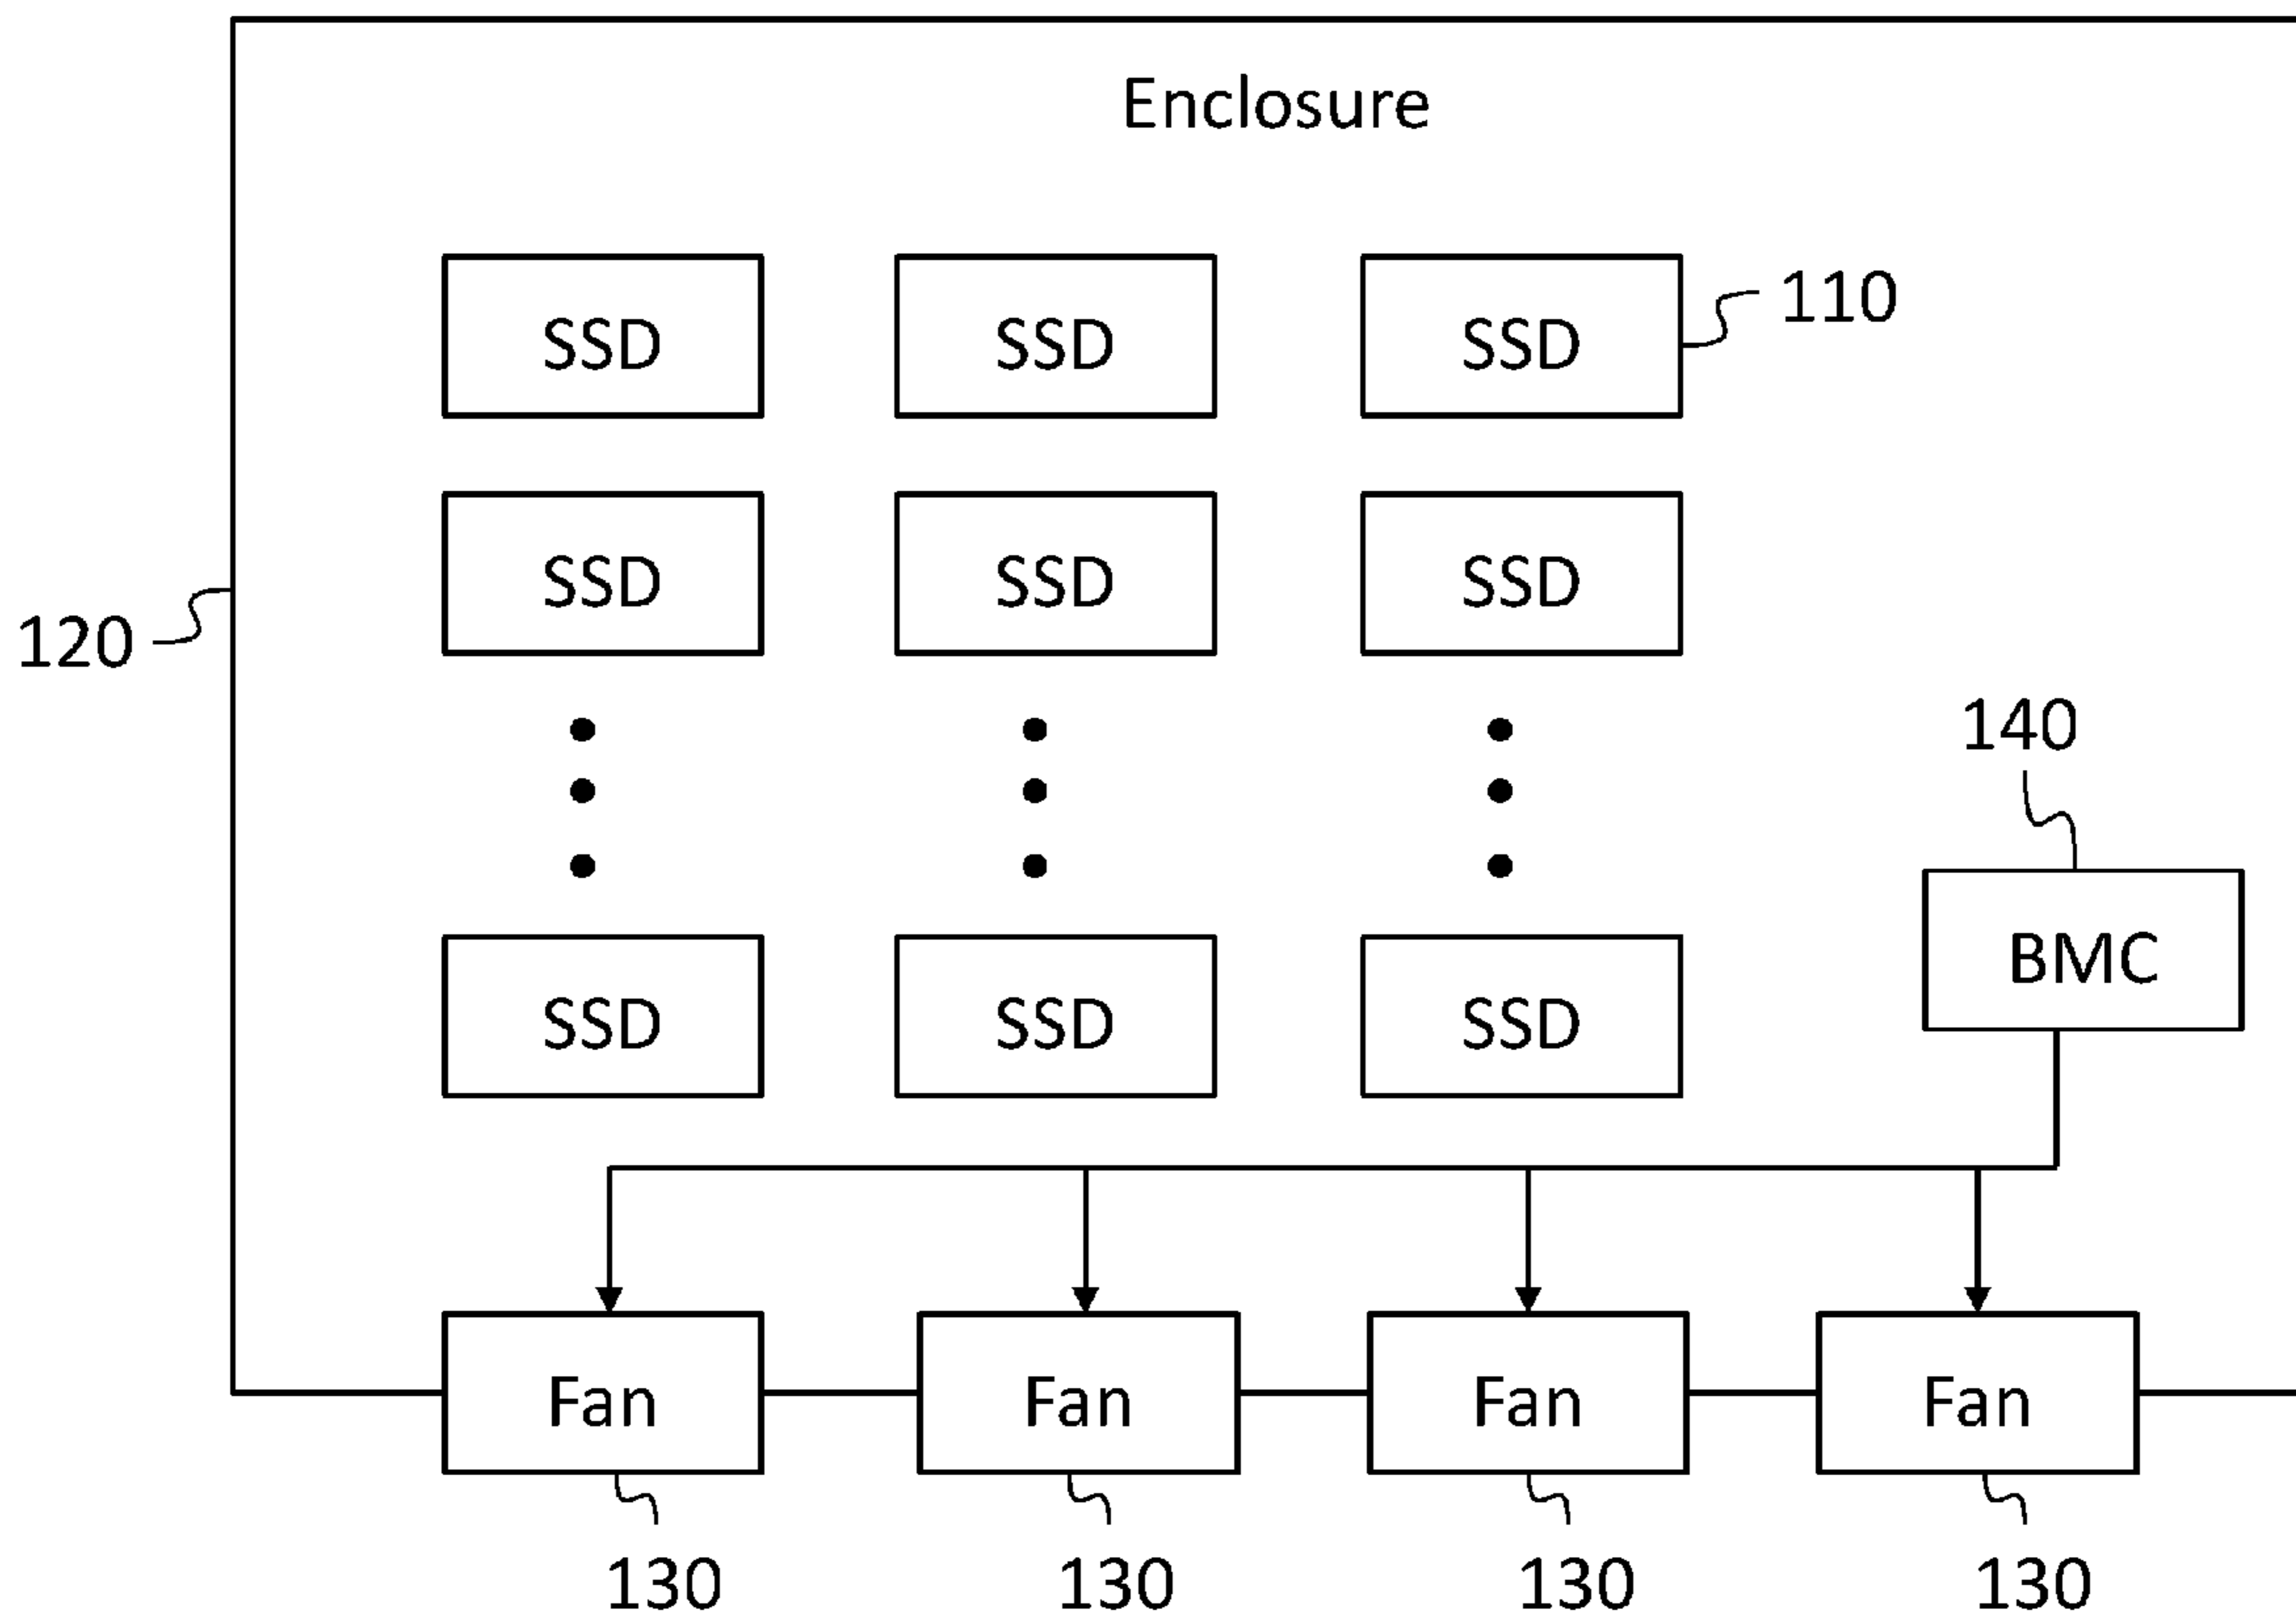 Enclosure
SSD SSD SSD 110
SSD SSD SSD
120
140
BMC
SSD SSD SSD
Fan Fan Fan Fan
130 130 130 130